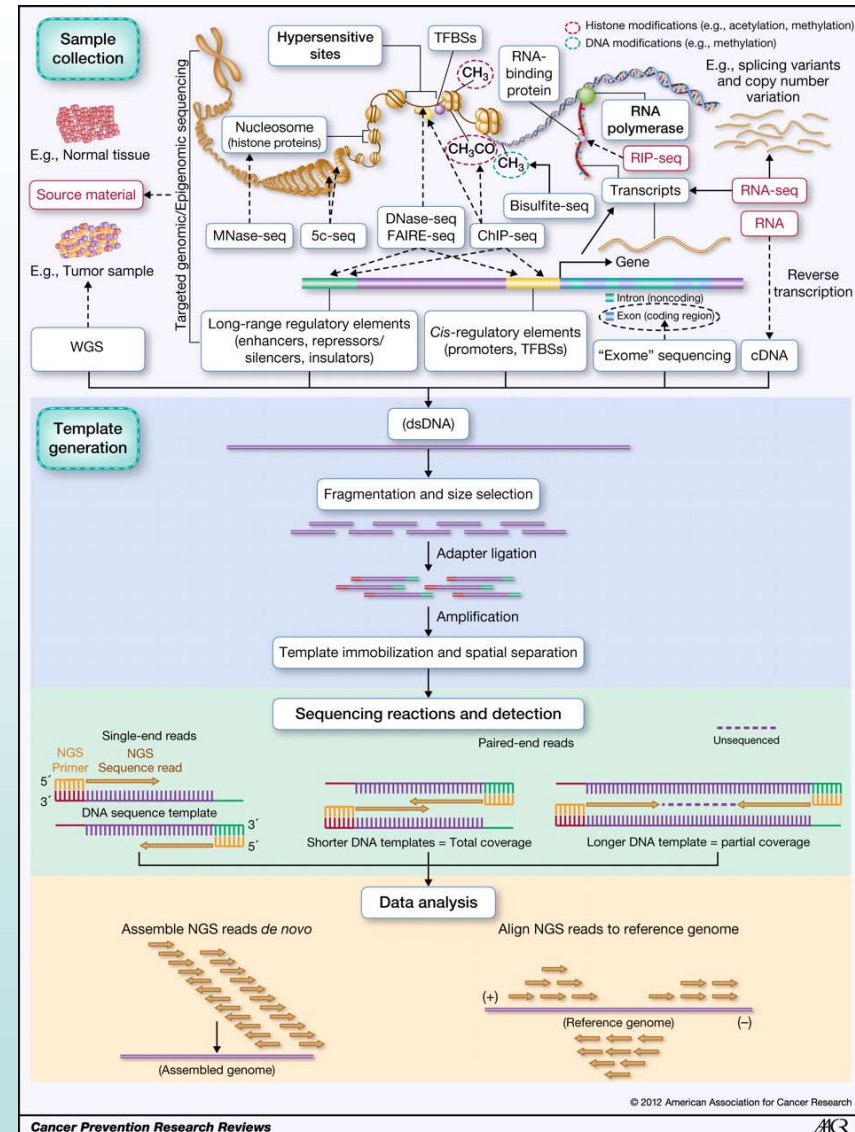 Sample
collection
Hypersensitive
sites
TFBSs
Histone modifications (e.g., acetylation, methylation)
DNA modifications (e.g., methylation)
RNA-
binding
protein
E.g., splicing variants
and copy number
variation
CH3
RNA
polymerase
Nucleosome
(histone proteins)
E.g., Normal tissue
CH3CO
CH3
RIP-seq
Source material
Transcripts
RNA-seq
Bisulfite-seq
MNase-seq
5c-seq
DNase-seq
FAIRE-seq
ChIP-seq
RNA
E.g., Tumor sample
Gene
Reverse
transcription
Targeted genomic/Epigenomic sequencing
Intron (noncoding)
Exon (coding region)
WGS
Long-range regulatory elements
(enhancers, repressors/
silencers, insulators)
Cis-regulatory elements
(promoters, TFBSs)
“Exome” sequencing
cDNA
Template
generation
(dsDNA)
Fragmentation and size selection
Adapter ligation
Amplification
Template immobilization and spatial separation
Sequencing reactions and detection
Single-end reads
Paired-end reads
Unsequenced
NGS
Primer
NGS
Sequence read
5´
3´
DNA sequence template
3´
5´
Shorter DNA templates = Total coverage
Longer DNA template = partial coverage
Data analysis
Assemble NGS reads de novo
Align NGS reads to reference genome
(+)
(Reference genome)
(–)
(Assembled genome)
© 2012 American Association for Cancer Research
Cancer Prevention Research Reviews
AACR